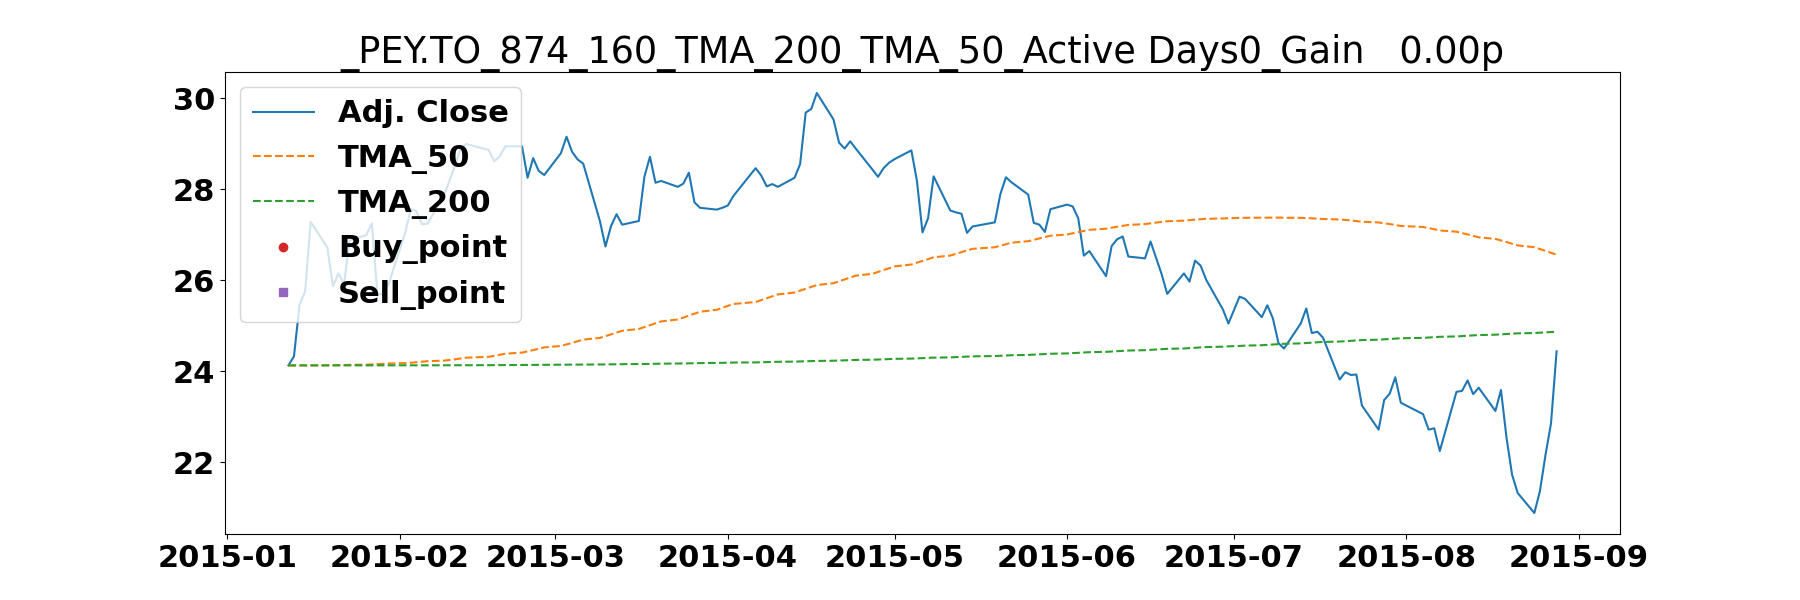 _PEY.TO_874_160_TMA_200_TMA_50_Active Days0_Gain   0.00p
Adj. Close
TMA_50
TMA_200
Buy_point
Sell_point
30
28
26
24
22
2015-01 2015-02 2015-03 2015-04 2015-05 2015-06 2015-07 2015-08 2015-09